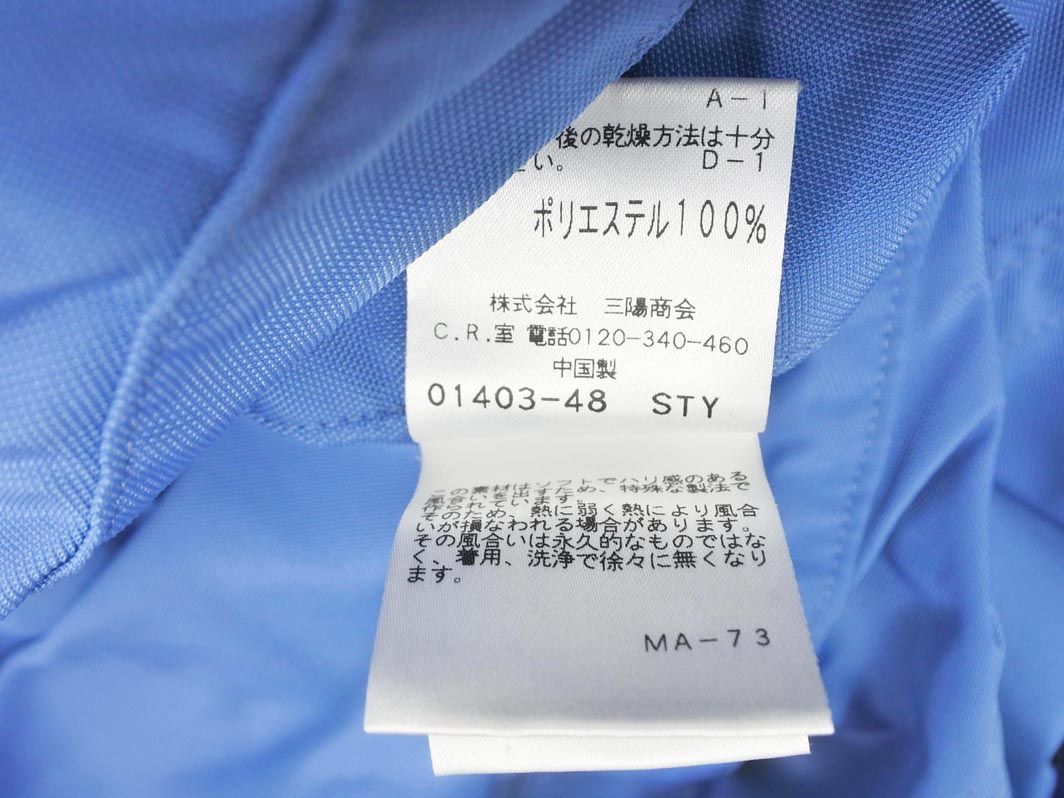 A-1
後の乾燥方法は十分
い。 D-1
ポリエステル100%
株式会社 三陽商会
C.R.室 電話0120-340-460
中国製
01403-48 STY
この素材はソフトでハリ感のある
風合いを出すため、特殊な製法で
作られています。
そのため、熱に弱く熱により風合
いが損なわれる場合があります。
その風合いは永久的なものではな
く、着用、洗浄で徐々に無くなり
ます。
MA-73